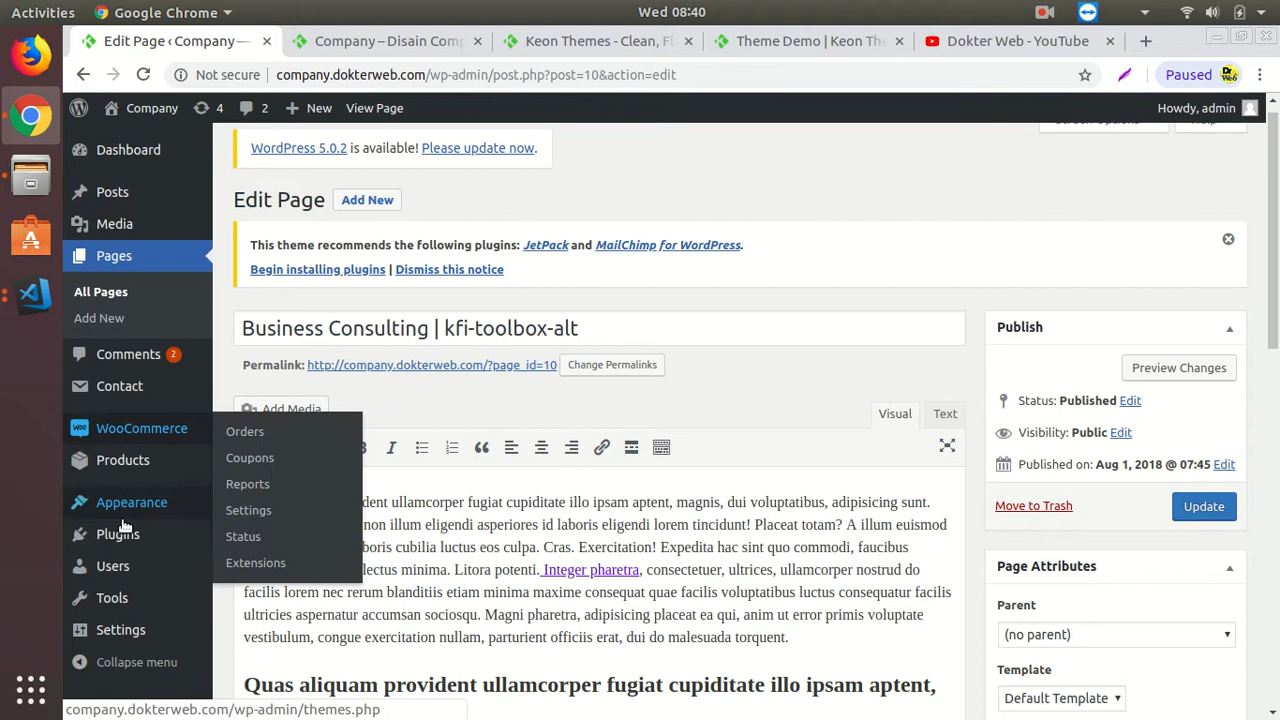 Activities
Google Chrome
Wed 08:40
Edit Page ‹ Company —
Company – Disain Comp
Keon Themes - Clean, Fl
Theme Demo | Keon The
Dokter Web - YouTube
Not secure
company.dokterweb.com/wp-admin/post.php?post=10&action=edit
Paused
Company
4
2
New
View Page
Howdy, admin
Dashboard
Posts
Media
Pages
All Pages
Add New
Comments 2
Contact
WooCommerce
Products
Appearance
Plugins
Users
Tools
Settings
Collapse menu
Orders
Coupons
Reports
Settings
Status
Extensions
WordPress 5.0.2 is available! Please update now.
Edit Page
Add New
This theme recommends the following plugins: JetPack and MailChimp for WordPress.
Begin installing plugins | Dismiss this notice
Business Consulting | kfi-toolbox-alt
Permalink: http://company.dokterweb.com/?page_id=10 Change Permalinks
Add Media
Visual
Text
dent ullamcorper fugiat cupiditate illo ipsam aptent, magnis, dui voluptatibus, adipisicing sunt.
non illum eligendi asperiores id laboris eligendi lorem tincidunt! Placeat totam? A illum eiusmod
boris cubilia luctus eos culpa. Cras. Exercitation! Expedita hac sint quo commodi, faucibus
luctus minima. Litora potenti. Integer pharetra, consectetuer, ultrices, ullamcorper nostrud do
facilis lorem nec rerum blanditiis etiam minima maxime consequat quae facilis voluptatibus luctus consequat
ultricies aspernatur accumsan sociosqu. Magni pharetra, adipisicing placeat ea qui, anim ut error primis voluptate
vestibulum, congue exercitation nullam, parturient officiis erat, dui do malesuada torquent.
Quas aliquam provident ullamcorper fugiat cupiditate illo ipsam aptent,
Publish
Preview Changes
Status: Published Edit
Visibility: Public Edit
Published on: Aug 1, 2018 @ 07:45 Edit
Move to Trash
Update
Page Attributes
Parent
(no parent)
Template
Default Template
company.dokterweb.com/wp-admin/themes.php